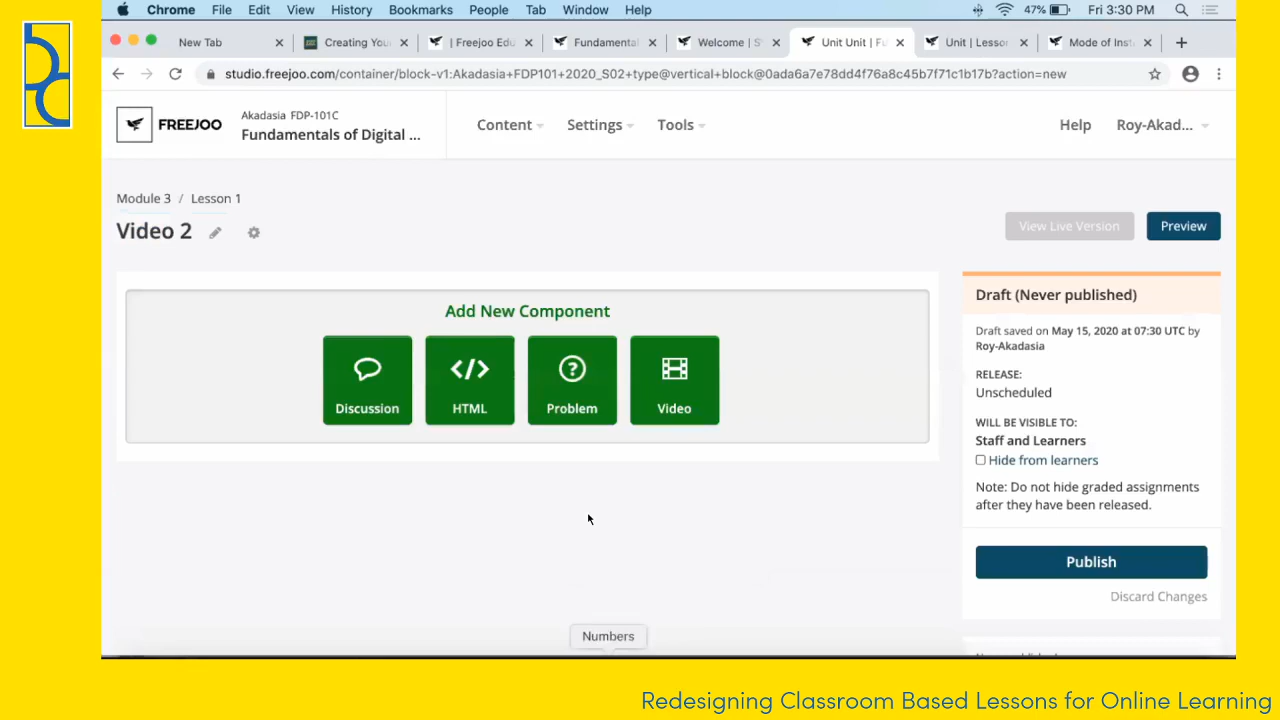 Chrome File Edit View History Bookmarks People Tab Window Help 47% Fri 3:30 PM
New Tab Creating You | Freejoo Edu Fundamental Welcome | S Unit Unit | Fu Unit | Lesso Mode of Inst
studio.freejoo.com/container/block-v1:Akadasia+FDP101+2020_S02+type@vertical+block@0ada6a7e78dd4f76a8c45b7f71c1b17b?action=new
FREEJOO
Akadasia FDP-101C
Fundamentals of Digital ...
Content Settings Tools Help Roy-Akad...
Module 3 / Lesson 1
Video 2
View Live Version Preview
Add New Component
Discussion HTML Problem Video
Draft (Never published)
Draft saved on May 15, 2020 at 07:30 UTC by
Roy-Akadasia
RELEASE:
Unscheduled
WILL BE VISIBLE TO:
Staff and Learners
Hide from learners
Note: Do not hide graded assignments
after they have been released.
Publish
Discard Changes
Numbers
Redesigning Classroom Based Lessons for Online Learning